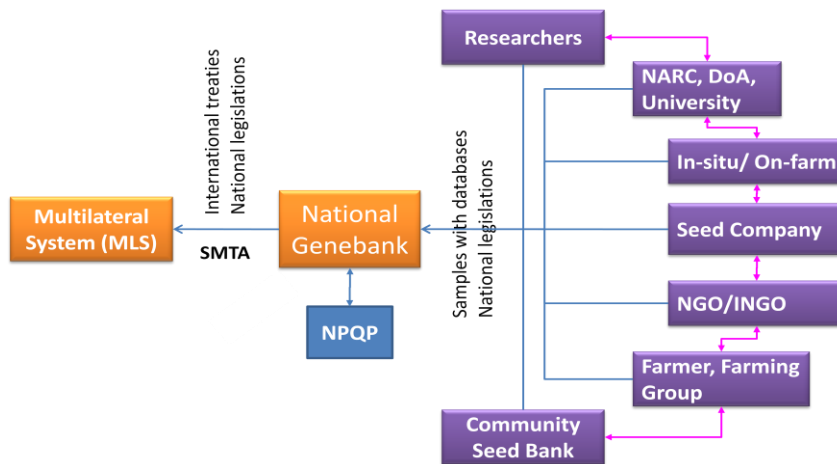 Researchers
NARC, DoA,
University
In-situ/ On-farm
Seed Company
NGO/INGO
Farmer, Farming
Group
Community
Seed Bank
Samples with databases
National legislations
National
Genebank
NPQP
International treaties
National legislations
SMTA
Multilateral
System (MLS)